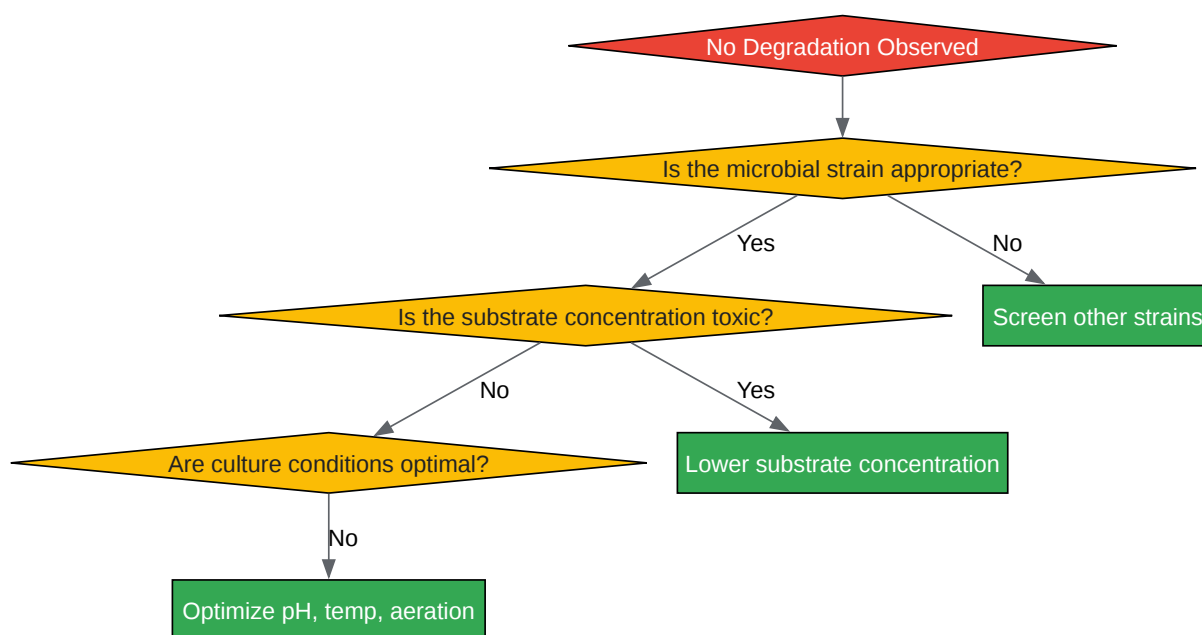 No Degradation Observed
Is the microbial strain appropriate?
Yes
No
Is the substrate concentration toxic?
Screen other strains
No
Yes
Are culture conditions optimal?
Lower substrate concentration
No
Optimize pH, temp, aeration